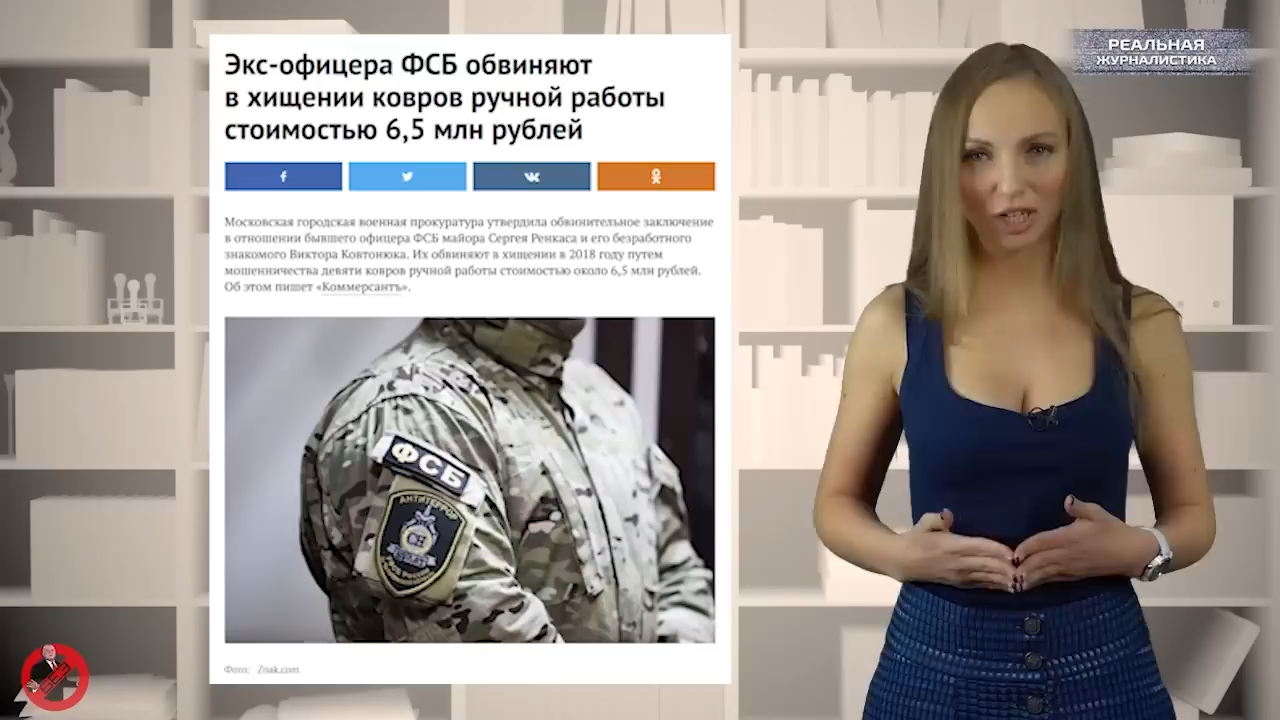 РЕАЛЬНАЯ
ЖУРНАЛИСТИКА
Экс-офицера ФСБ обвиняют
в хищении ковров ручной работы
стоимостью 6,5 млн рублей
Московская городская военная прокуратура утвердила обвинительное заключение
в отношении бывшего офицера ФСБ майора Сергея Ренкаса и его безработного
знакомого Виктора Ковтонюка. Их обвиняют в хищении в 2018 году путем
мошенничества девяти ковров ручной работы стоимостью около 6,5 млн рублей.
Об этом пишет «Коммерсантъ».
ФСБ
АНТИТЕРРОР
Фото: Znak.com